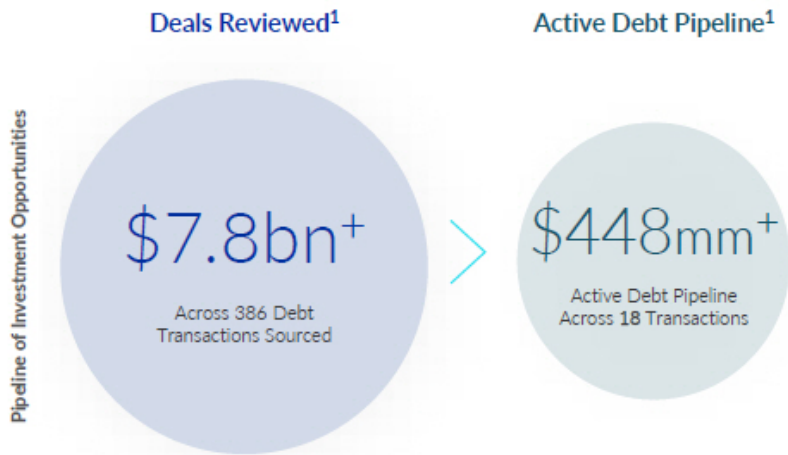 Deals Reviewed¹
Active Debt Pipeline¹
Pipeline of Investment Opportunities
$7.8bn⁺
Across 386 Debt
Transactions Sourced
$448mm⁺
Active Debt Pipeline
Across 18 Transactions